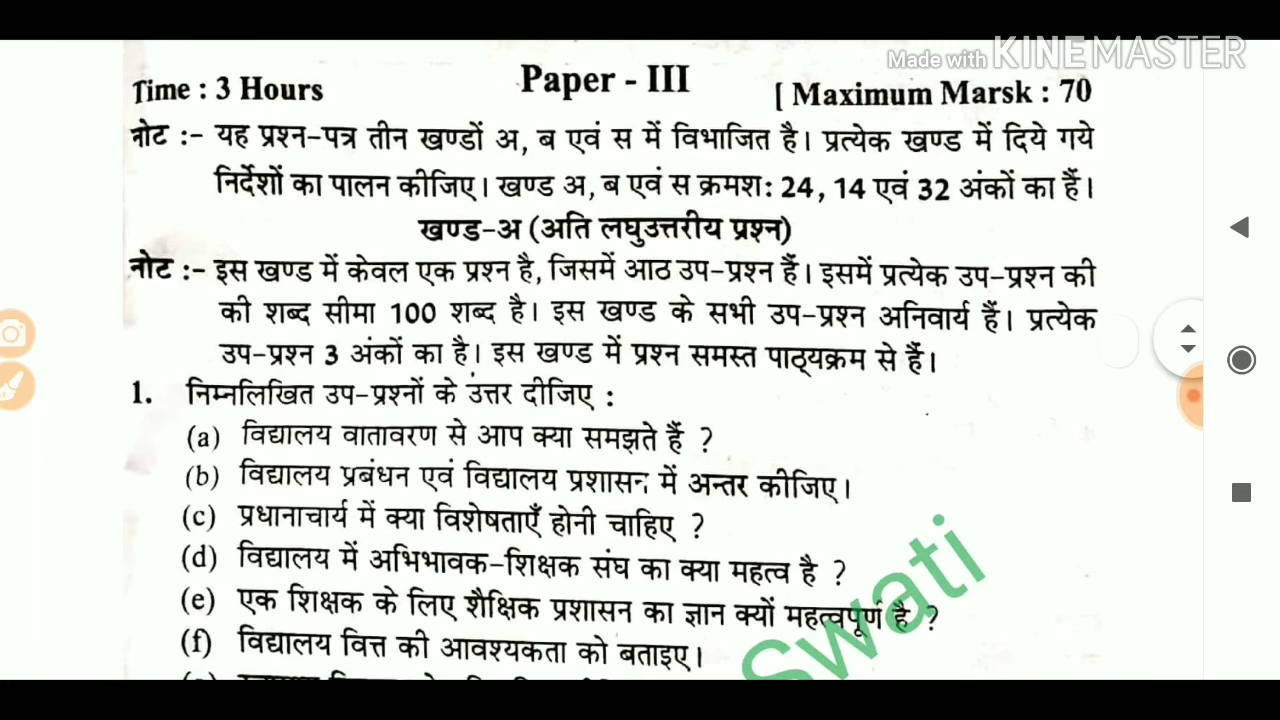 Made with KINEMASTER
Paper - III
Time : 3 Hours [ Maximum Marsk : 70
नोट :- यह प्रश्न-पत्र तीन खण्डों अ, ब एवं स में विभाजित है। प्रत्येक खण्ड में दिये गये
निर्देशों का पालन कीजिए। खण्ड अ, ब एवं स क्रमश: 24, 14 एवं 32 अंकों का हैं।
खण्ड-अ (अति लघुउत्तरीय प्रश्न)
नोट :- इस खण्ड में केवल एक प्रश्न है, जिसमें आठ उप-प्रश्न हैं। इसमें प्रत्येक उप-प्रश्न की
की शब्द सीमा 100 शब्द है। इस खण्ड के सभी उप-प्रश्न अनिवार्य हैं। प्रत्येक
उप-प्रश्न 3 अंकों का है। इस खण्ड में प्रश्न समस्त पाठ्यक्रम से हैं।
1. निम्नलिखित उप-प्रश्नों के उत्तर दीजिए :
(a) विद्यालय वातावरण से आप क्या समझते हैं ?
(b) विद्यालय प्रबंधन एवं विद्यालय प्रशासन में अन्तर कीजिए।
(c) प्रधानाचार्य में क्या विशेषताएँ होनी चाहिए ?
(d) विद्यालय में अभिभावक-शिक्षक संघ का क्या महत्व है ?
(e) एक शिक्षक के लिए शैक्षिक प्रशासन का ज्ञान क्यों महत्वपूर्ण है ?
(f) विद्यालय वित्त की आवश्यकता को बताइए।
Swati